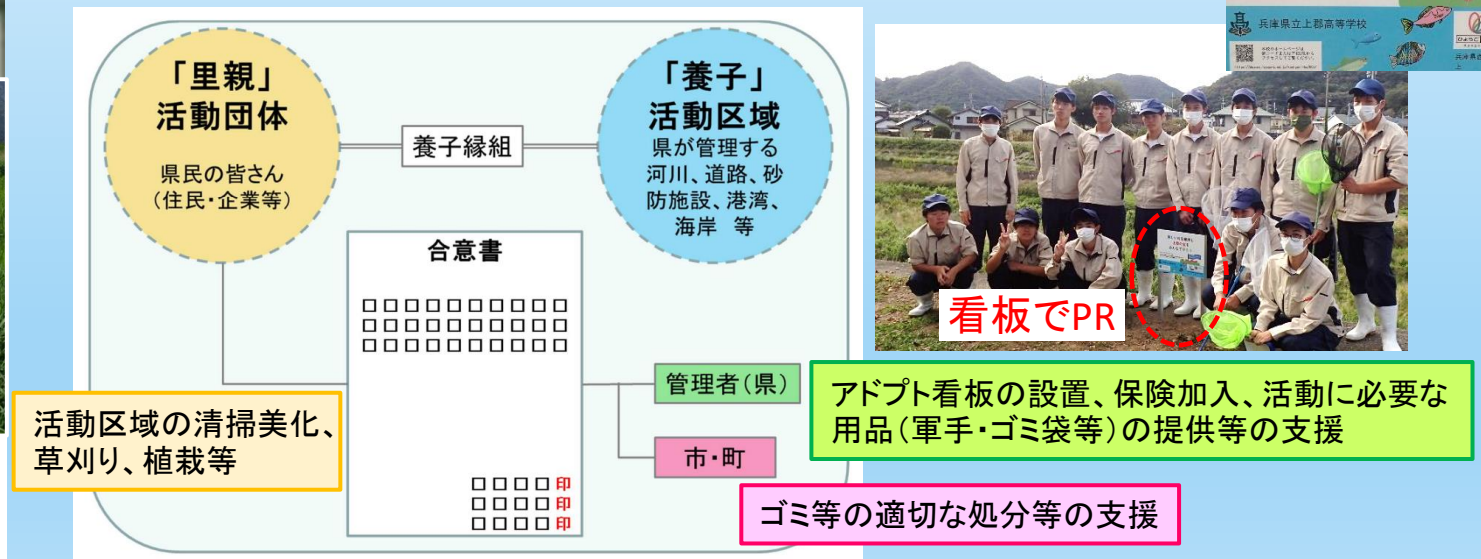 「里親」
活動団体
県民の皆さん
(住民・企業等)
養子縁組
「養子」
活動区域
県が管理する
河川、道路、砂
防施設、港湾、
海岸 等
合意書
□□□□□□□□□□
□□□□□□□□□□
□□□□□□□□□□
□□□□印
□□□□印
□□□□印
管理者(県)
市・町
活動区域の清掃美化、
草刈り、植栽等
兵庫県立上郡高等学校
看板でPR
アドプト看板の設置、保険加入、活動に必要な
用品(軍手・ゴミ袋等)の提供等の支援
ゴミ等の適切な処分等の支援